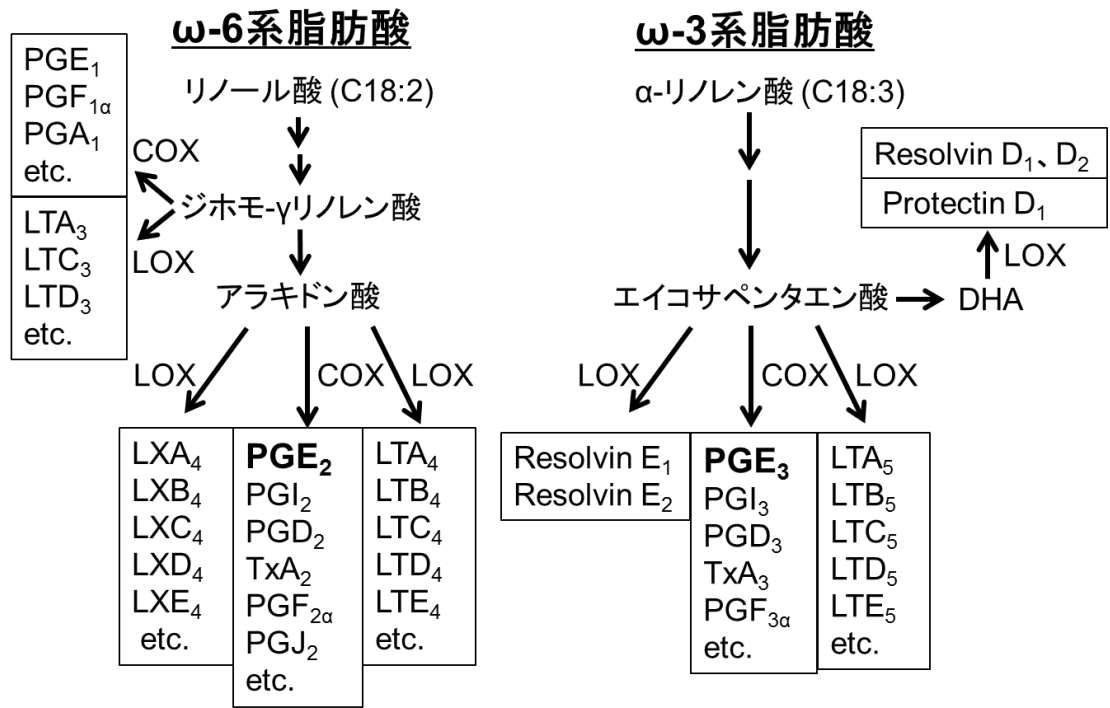 ω-6系脂肪酸
リノール酸 (C18:2)
PGE₁
PGF₁α
PGA₁
etc.
COX
ジホモ-γリノレン酸
LTA₃
LTC₃
LTD₃
etc.
LOX
アラキドン酸
LOX
COX
LOX
LXA₄
LXB₄
LXC₄
LXD₄
LXE₄
etc.
PGE₂
PGI₂
PGD₂
TxA₂
PGF₂α
PGJ₂
etc.
LTA₄
LTB₄
LTC₄
LTD₄
LTE₄
etc.
ω-3系脂肪酸
α-リノレン酸 (C18:3)
Resolvin D₁、D₂
Protectin D₁
LOX
エイコサペンタエン酸
DHA
LOX
COX
LOX
Resolvin E₁
Resolvin E₂
PGE₃
PGI₃
PGD₃
TxA₃
PGF₃α
etc.
LTA₅
LTB₅
LTC₅
LTD₅
LTE₅
etc.